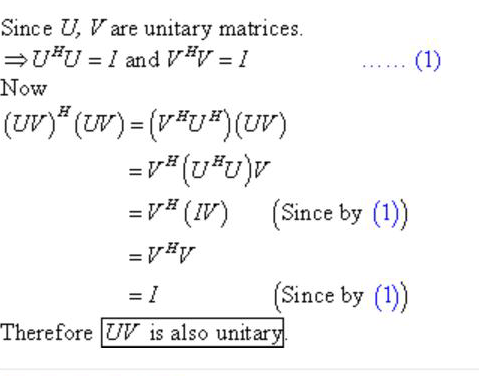 Since U, V are unitary matrices.
⇒ U^H U = I and V^H V = I ...... (1)
Now
(UV)^H (UV) = (V^H U^H)(UV)
= V^H (U^H U)V
= V^H (IV) (Since by (1))
= V^H V
= I (Since by (1))
Therefore UV is also unitary.